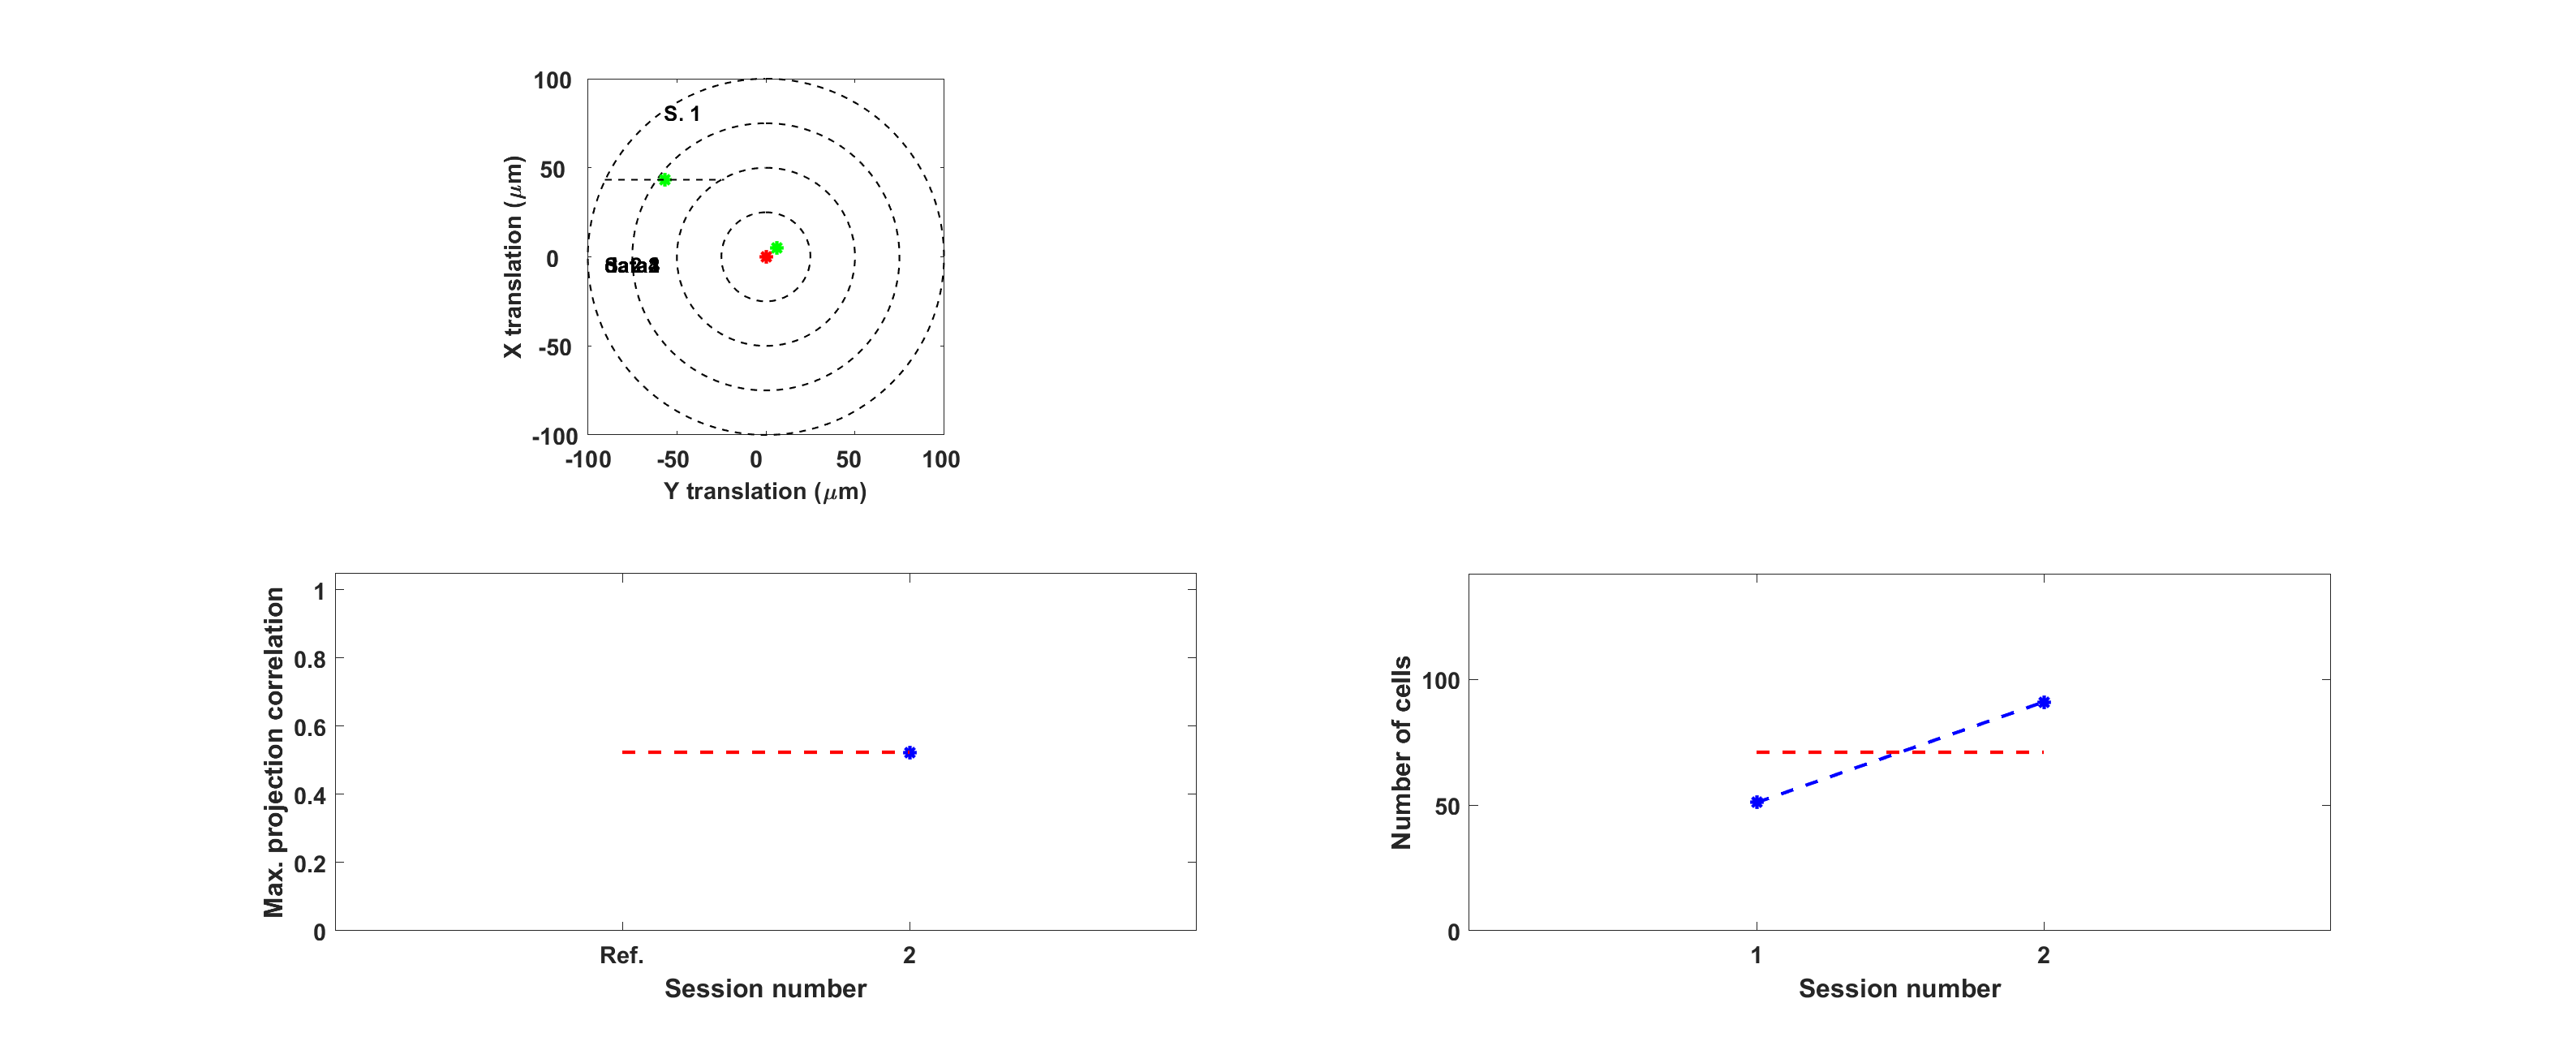 100
S. 1
50
0
-50
-100
X translation (μm)
-100 -50 0 50 100
Y translation (μm)
1
0.8
0.6
0.4
0.2
0
Max. projection correlation
Ref. 2
Session number
100
50
0
Number of cells
1 2
Session number